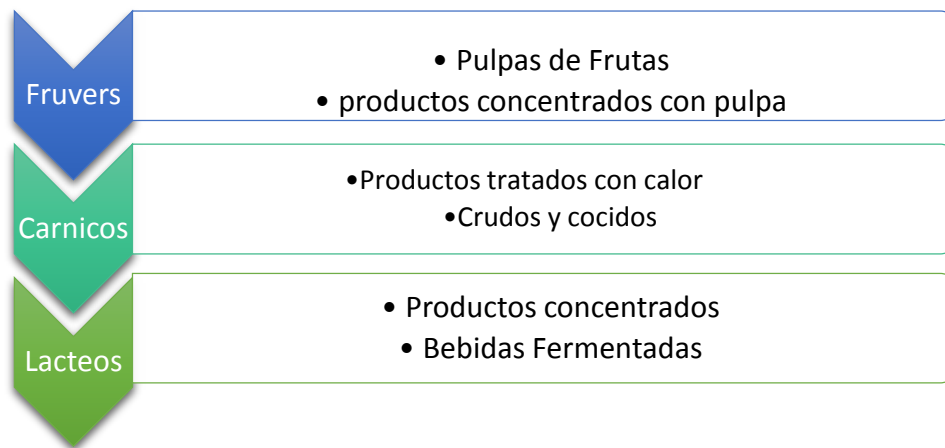 Fruvers
• Pulpas de Frutas
• productos concentrados con pulpa
Carnicos
•Productos tratados con calor
•Crudos y cocidos
Lacteos
• Productos concentrados
• Bebidas Fermentadas